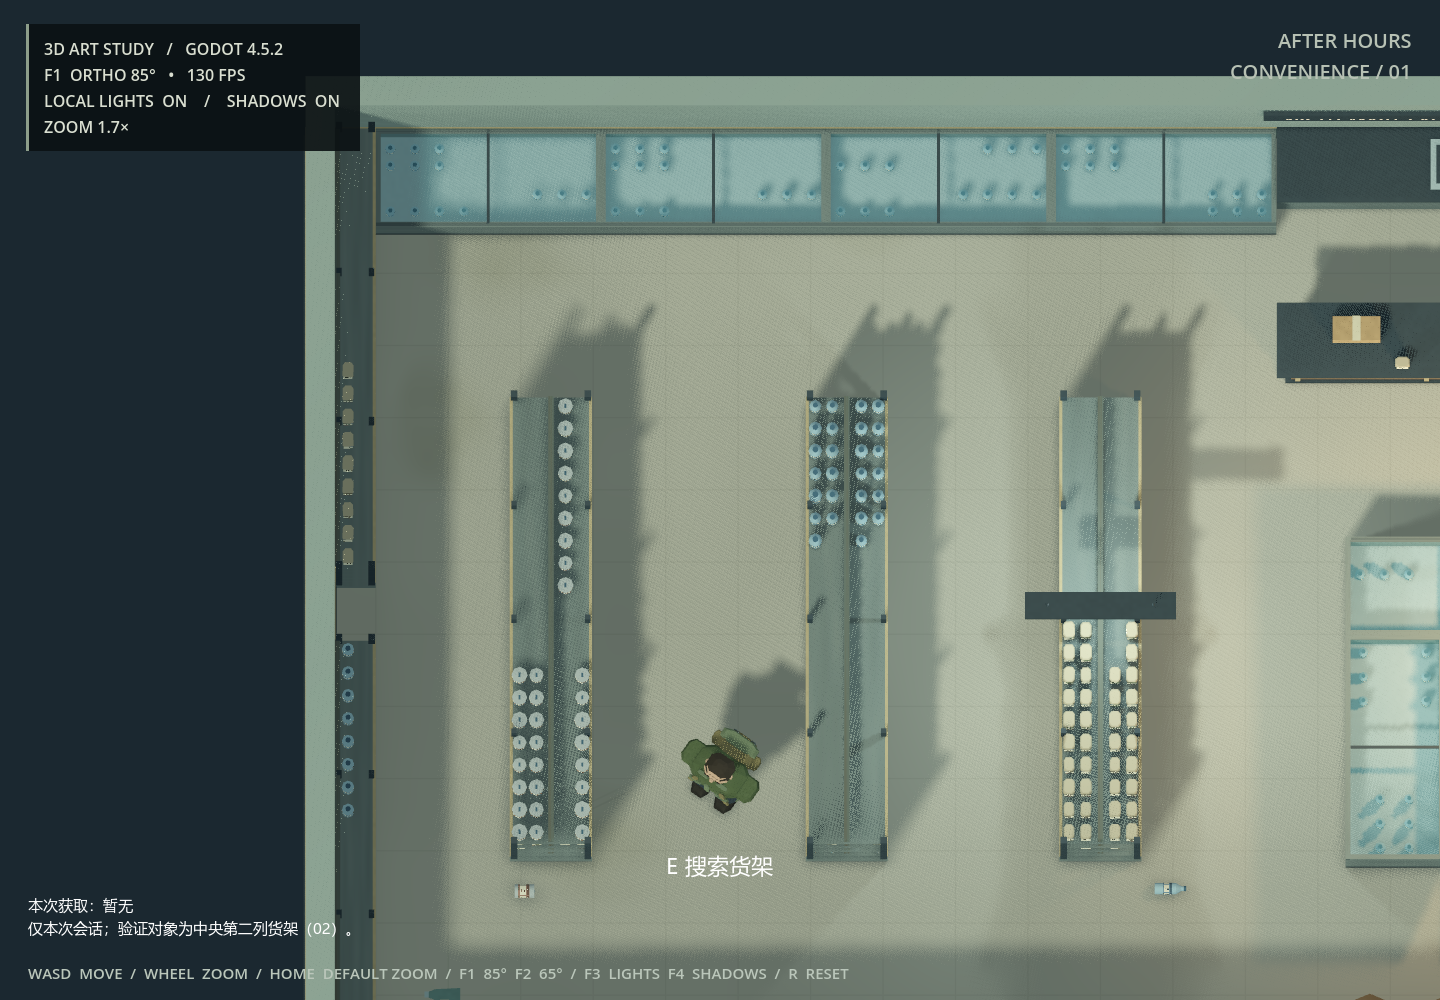 3D ART STUDY / GODOT 4.5.2
F1 ORTHO 85° • 130 FPS
LOCAL LIGHTS ON / SHADOWS ON
ZOOM 1.7×
AFTER HOURS
CONVENIENCE / 01
E 搜索货架
本次获取：暂无
仅本次会话；验证对象为中央第二列货架（02）。
WASD MOVE / WHEEL ZOOM / HOME DEFAULT ZOOM / F1 85° F2 65° / F3 LIGHTS F4 SHADOWS / R RESET